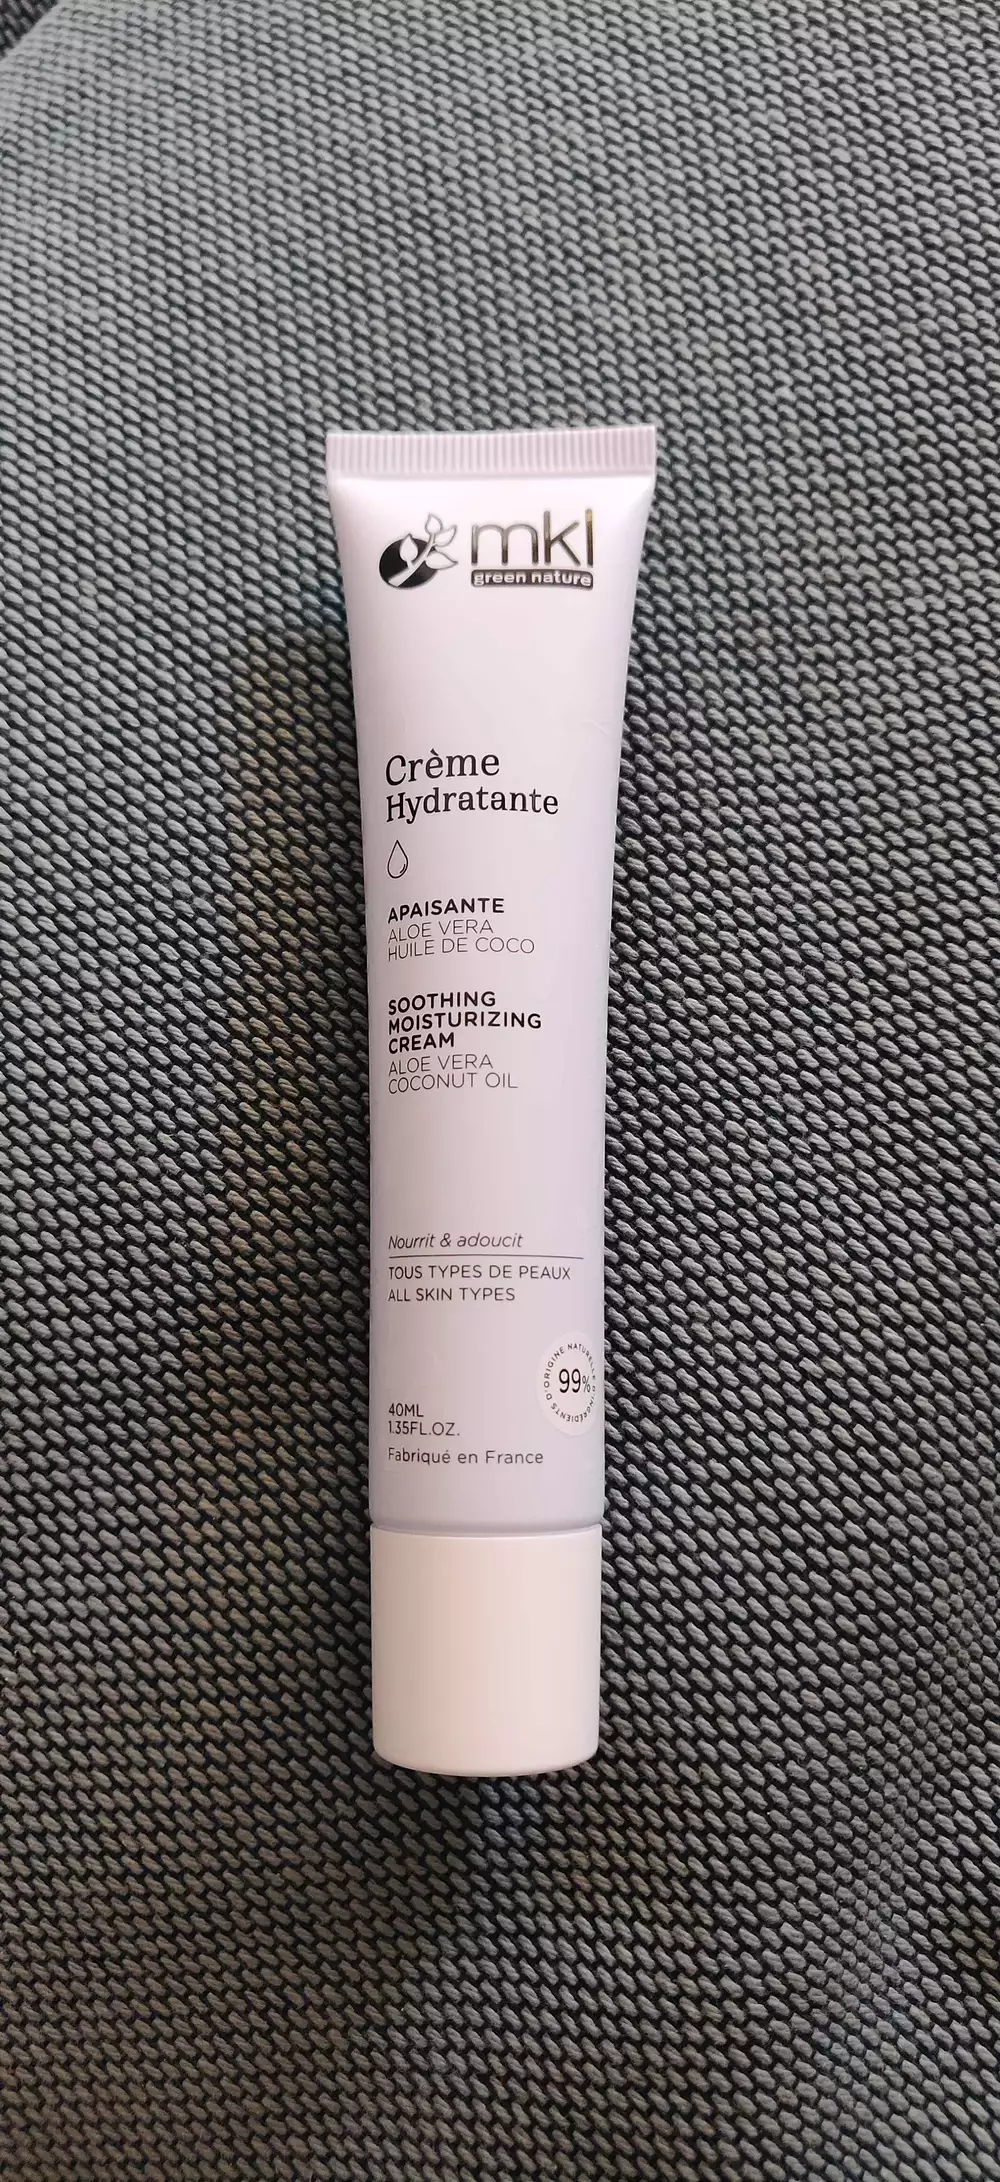 mkl
green nature
Crème
Hydratante
APAISANTE
ALOE VERA
HUILE DE COCO
SOOTHING
MOISTURIZING
CREAM
ALOE VERA
COCONUT OIL
Nourrit & adoucit
TOUS TYPES DE PEAUX
ALL SKIN TYPES
99%
D'INGRÉDIENTS D'ORIGINE NATURELLE
40ML
1.35FL.OZ.
Fabriqué en France